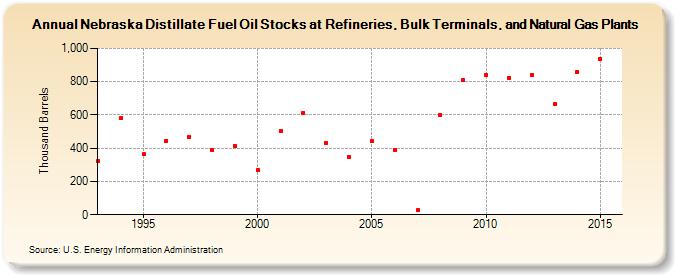 Annual Nebraska Distillate Fuel Oil Stocks at Refineries, Bulk Terminals, and Natural Gas Plants
Thousand Barrels
1,000
800
600
400
200
0
1995 2000 2005 2010 2015
Source: U.S. Energy Information Administration